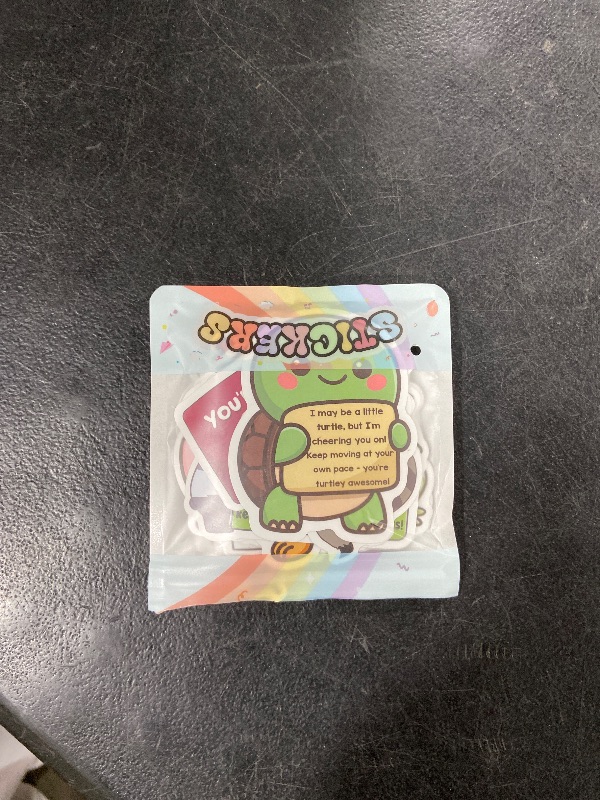 STICKERS
YOU'
I may be a little
turtle, but I'm
cheering you on!
Keep moving at your
own pace - you're
turtley awesome!